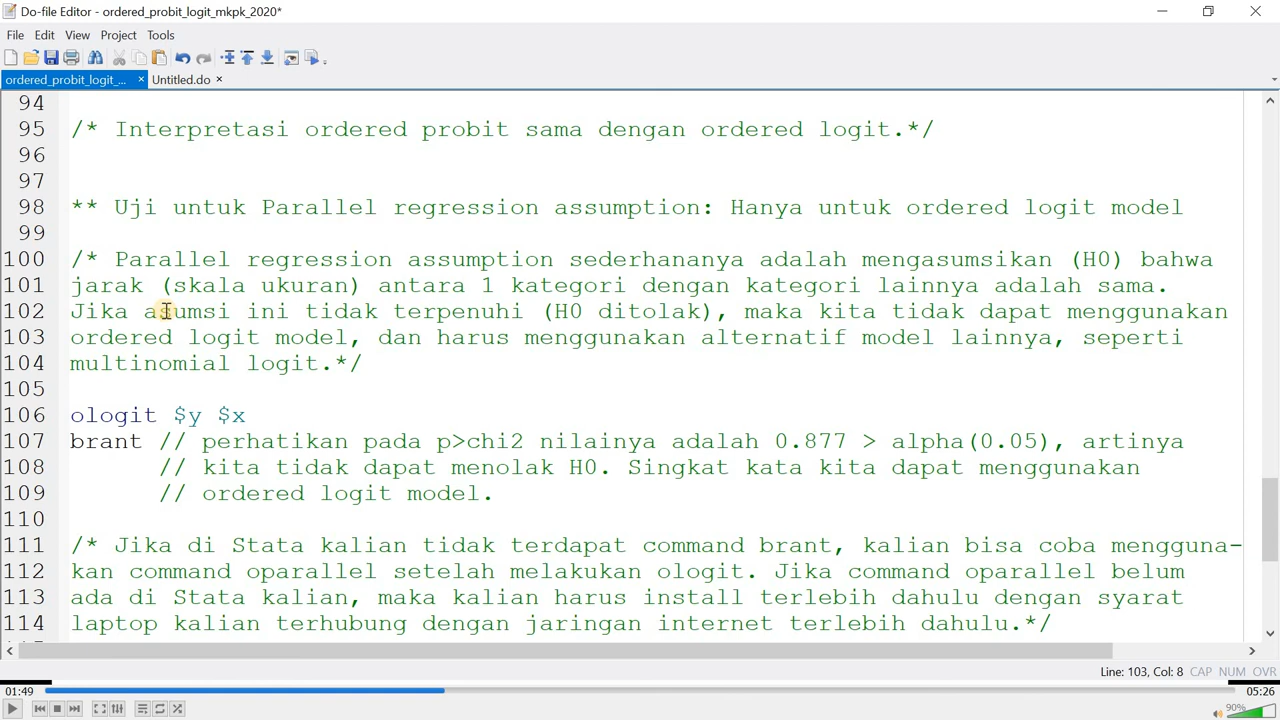 Do-file Editor - ordered_probit_logit_mkpk_2020*
File Edit View Project Tools
ordered_probit_logit_... × Untitled.do ×
94
95 /* Interpretasi ordered probit sama dengan ordered logit.*/
96
97
98 ** Uji untuk Parallel regression assumption: Hanya untuk ordered logit model
99
100 /* Parallel regression assumption sederhananya adalah mengasumsikan (H0) bahwa
101 jarak (skala ukuran) antara 1 kategori dengan kategori lainnya adalah sama.
102 Jika asumsi ini tidak terpenuhi (H0 ditolak), maka kita tidak dapat menggunakan
103 ordered logit model, dan harus menggunakan alternatif model lainnya, seperti
104 multinomial logit.*/
105
106 ologit $y $x
107 brant // perhatikan pada p>chi2 nilainya adalah 0.877 > alpha(0.05), artinya
108 // kita tidak dapat menolak H0. Singkat kata kita dapat menggunakan
109 // ordered logit model.
110
111 /* Jika di Stata kalian tidak terdapat command brant, kalian bisa coba mengguna-
112 kan command oparallel setelah melakukan ologit. Jika command oparallel belum
113 ada di Stata kalian, maka kalian harus install terlebih dahulu dengan syarat
114 laptop kalian terhubung dengan jaringan internet terlebih dahulu.*/
Line: 103, Col: 8 CAP NUM OVR
01:49 05:26
90%